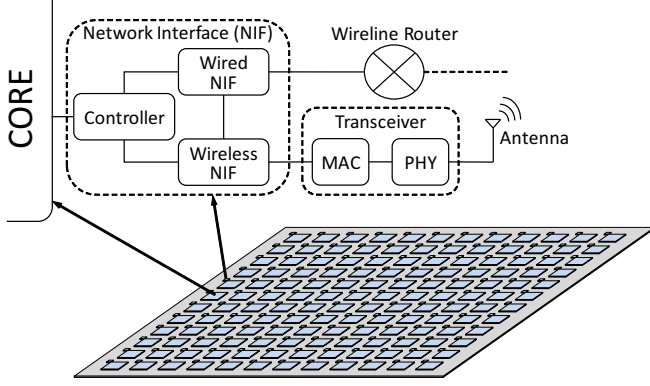 Network Interface (NIF)
Wireline Router
Wired
NIF
CORE
Controller
Transceiver
Antenna
Wireless
NIF
MAC
PHY